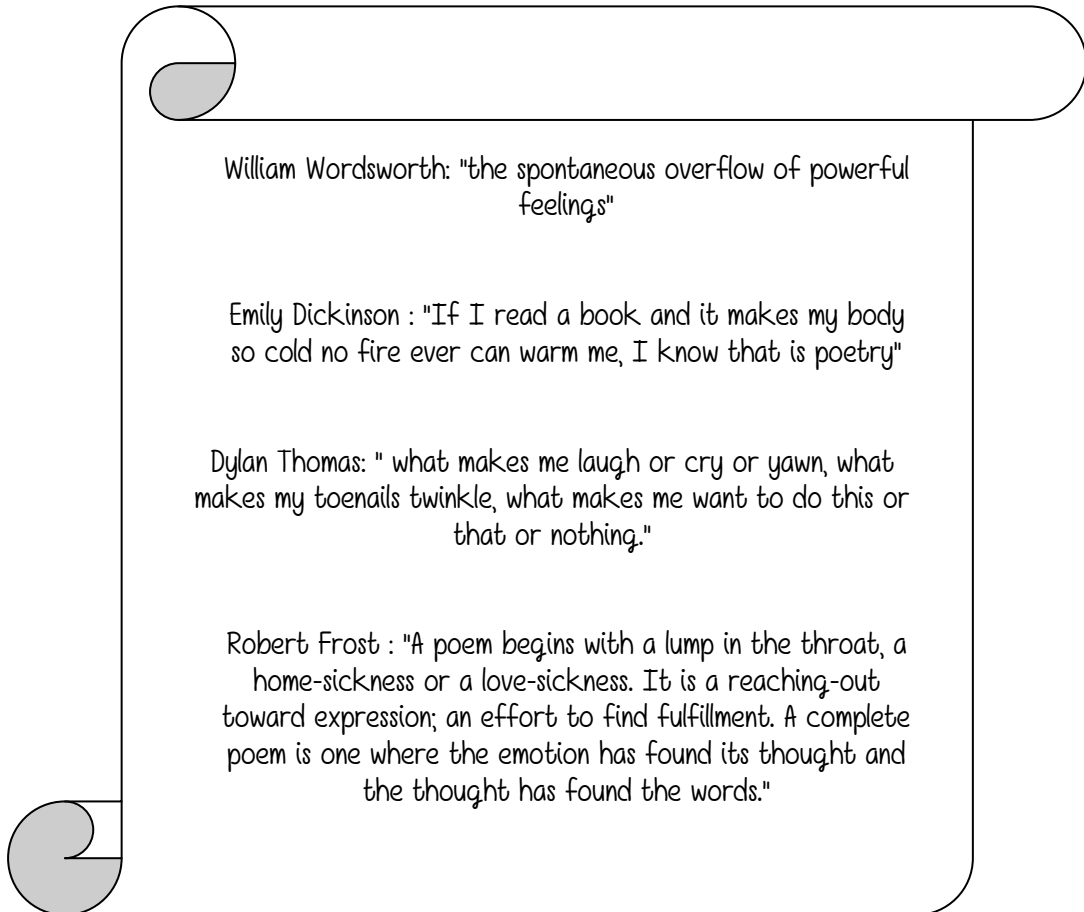 William Wordsworth: "the spontaneous overflow of powerful
feelings"
Emily Dickinson : "If I read a book and it makes my body
so cold no fire ever can warm me, I know that is poetry"
Dylan Thomas: " what makes me laugh or cry or yawn, what
makes my toenails twinkle, what makes me want to do this or
that or nothing."
Robert Frost : "A poem begins with a lump in the throat, a
home-sickness or a love-sickness. It is a reaching-out
toward expression; an effort to find fulfillment. A complete
poem is one where the emotion has found its thought and
the thought has found the words."